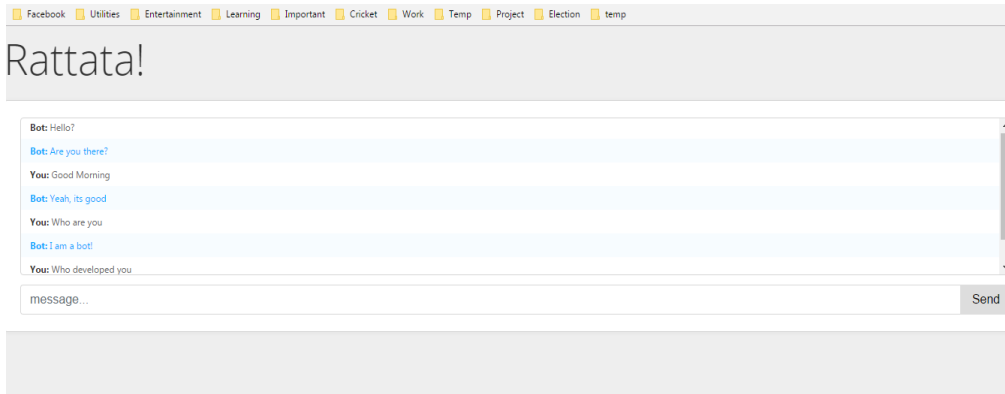 Facebook Utilities Entertainment Learning Important Cricket Work Temp Project Election temp
Rattata!
Bot: Hello?
Bot: Are you there?
You: Good Morning
Bot: Yeah, its good
You: Who are you
Bot: I am a bot!
You: Who developed you
message... Send